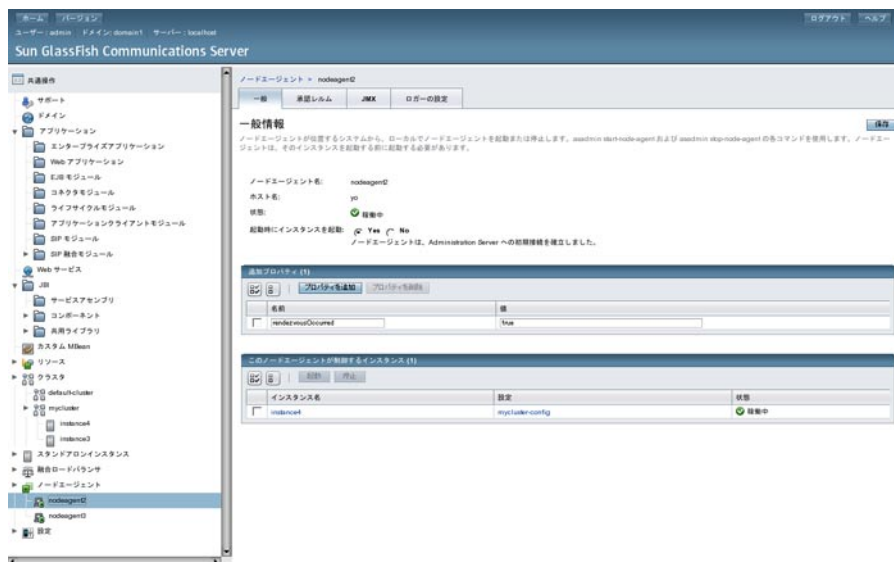 ホーム バージョン
ログアウト ヘルプ
ユーザー: admin ドメイン: domain1 サーバー: localhost
Sun GlassFish Communications Server
共通操作
サポート
ドメイン
アプリケーション
エンタープライズアプリケーション
Web アプリケーション
EJB モジュール
コネクタモジュール
ライフサイクルモジュール
アプリケーションクライアントモジュール
SIP モジュール
SIP 融合モジュール
Web サービス
JBI
サービスアセンブリ
コンポーネント
共用ライブラリ
カスタム MBean
リソース
クラスタ
default-cluster
mycluster
instance4
instance3
スタンドアロンインスタンス
融合ロードバランサ
ノードエージェント
nodeagent2
nodeagent3
設定
ノードエージェント > nodeagent2
一般 承認レルム JMX ロガーの設定
一般情報
保存
ノードエージェントが位置するシステムから、ローカルでノードエージェントを起動または停止します。asadmin start-node-agent および asadmin stop-node-agent の各コマンドを使用します。ノードエー
ジェントは、そのインスタンスを起動する前に起動する必要があります。
ノードエージェント名: nodeagent2
ホスト名: yo
状態: 稼働中
起動時にインスタンスを起動: Yes No
ノードエージェントは、Administration Server への初期接続を確立しました。
追加プロパティ (1)
プロパティを追加 プロパティを削除
名前 値
rendezvousOccurred true
このノードエージェントが制御するインスタンス (1)
起動 停止
インスタンス名 設定 状態
instance4 mycluster-config 稼働中